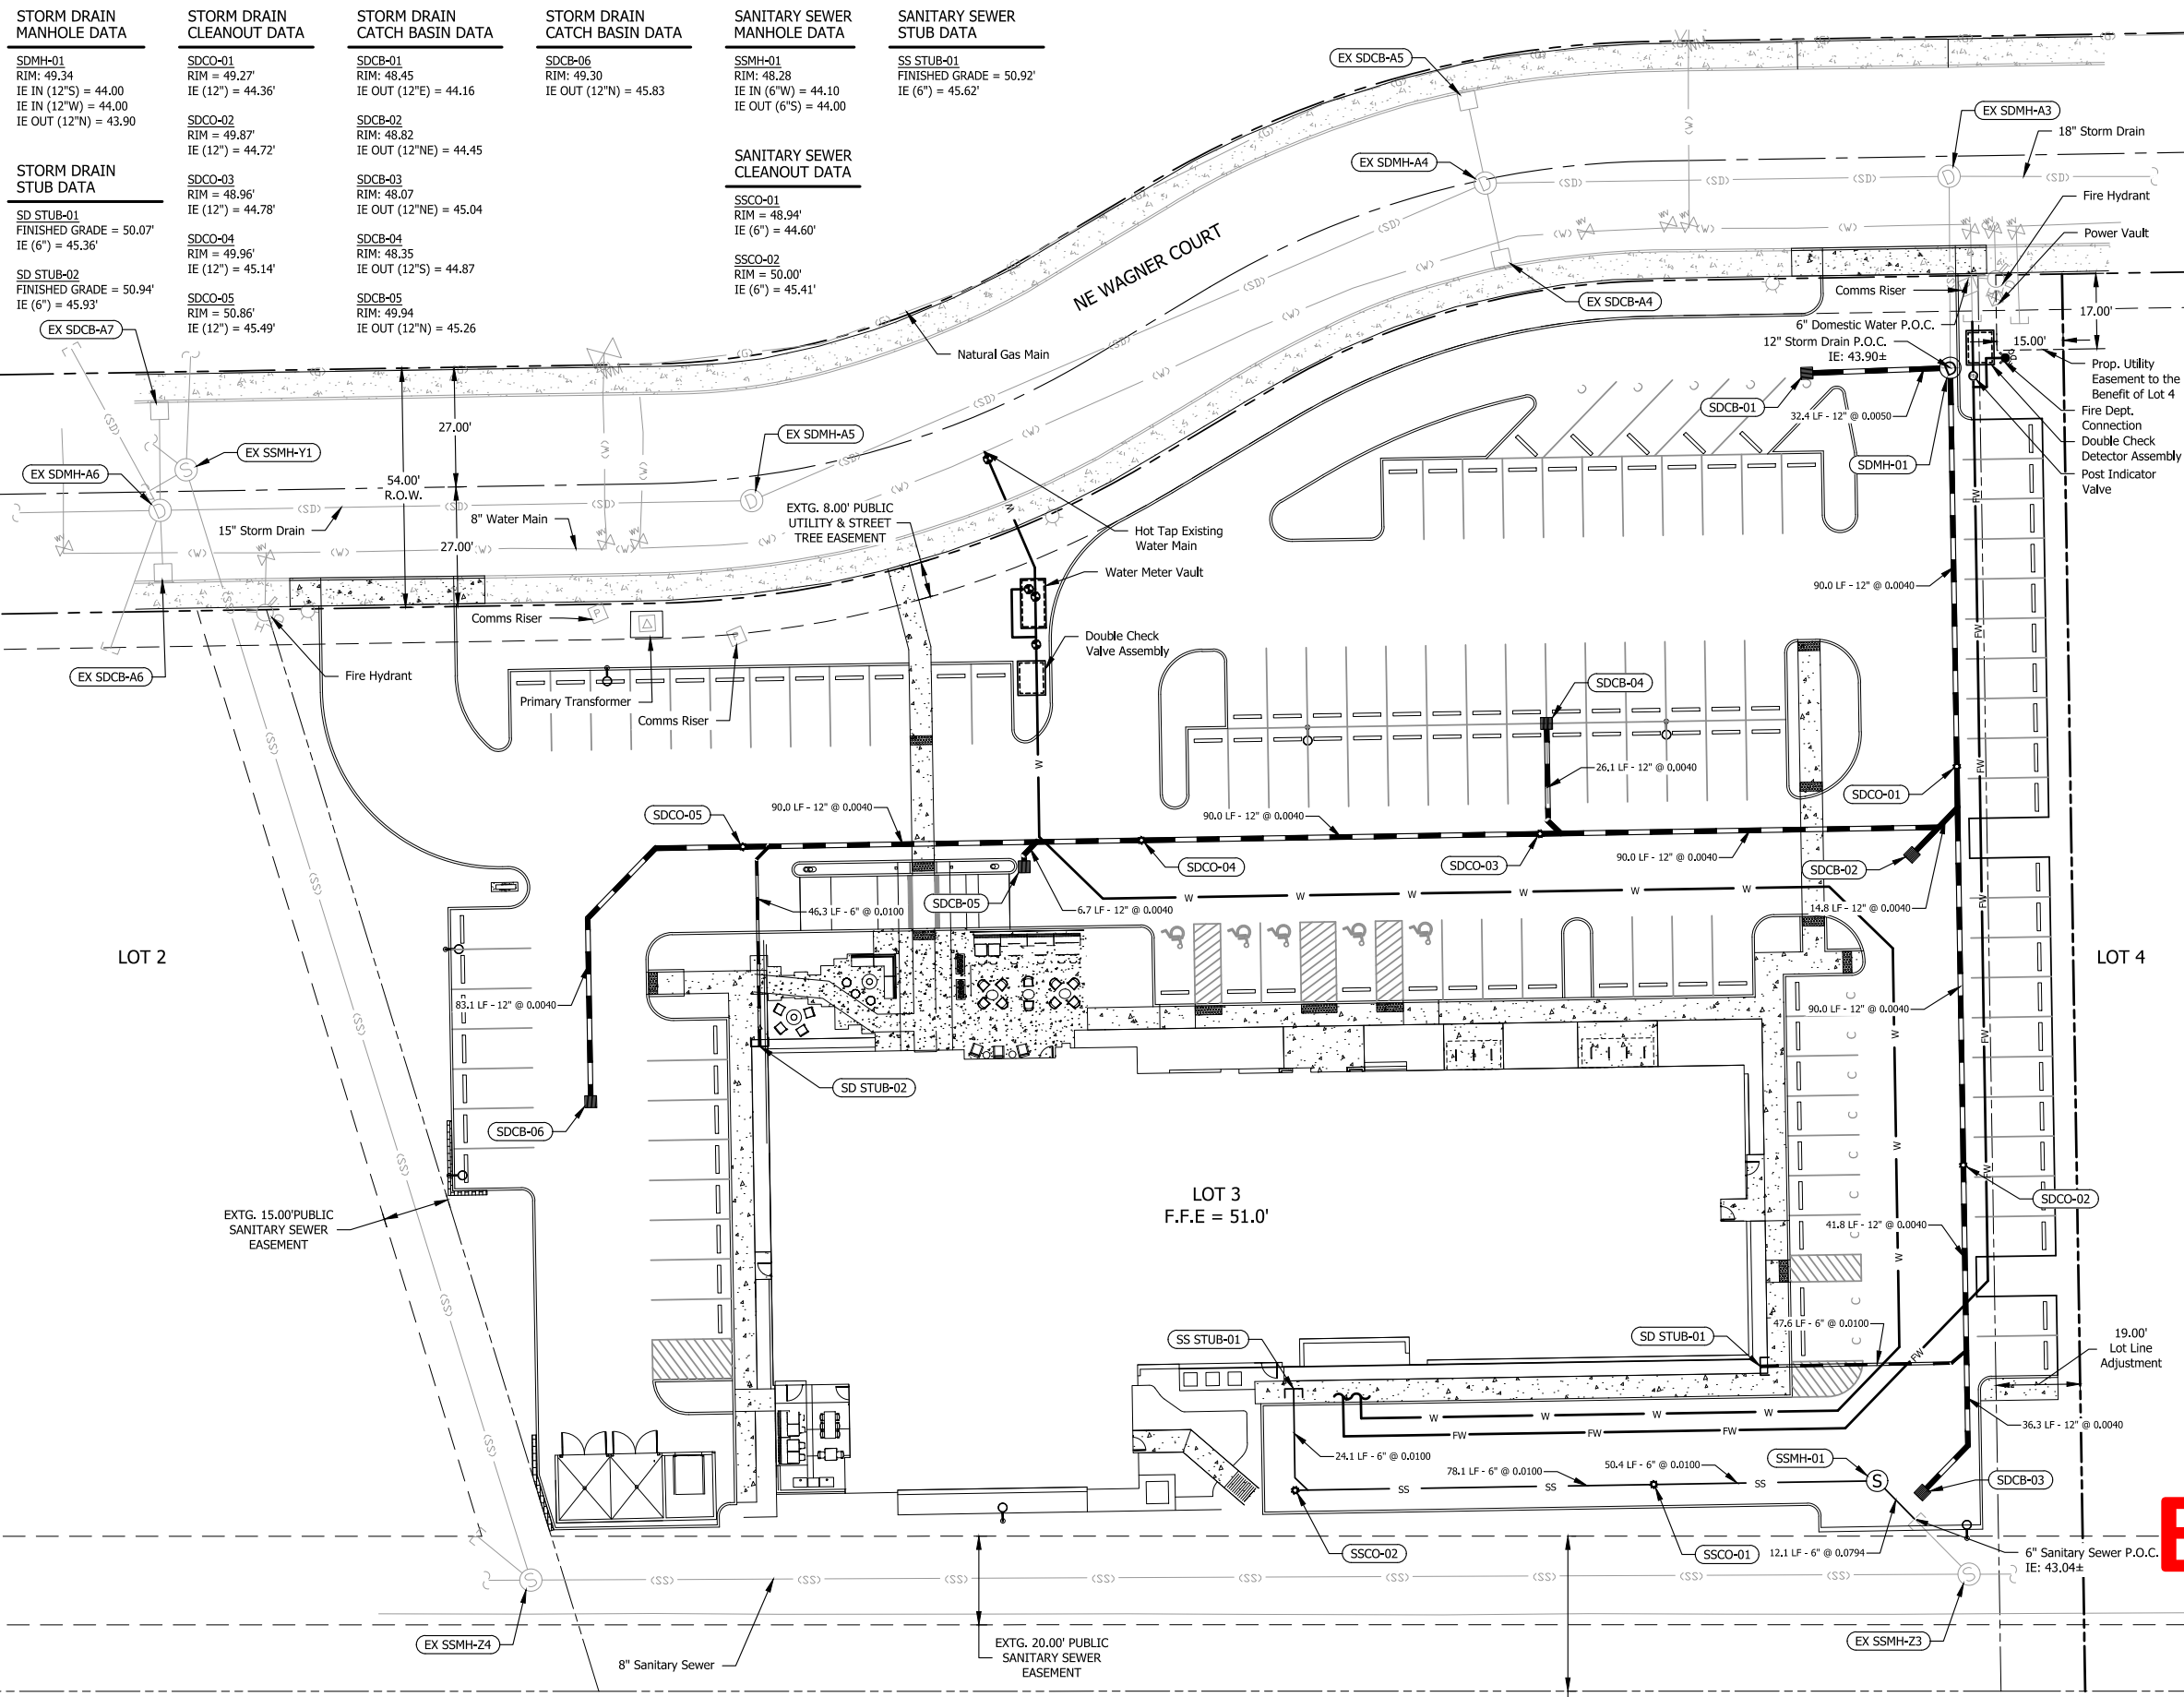 STORM DRAIN
MANHOLE DATA
SDMH-01
RIM: 49.34
IE IN (12"S) = 44.00
IE IN (12"W) = 44.00
IE OUT (12"N) = 43.90
STORM DRAIN
STUB DATA
SD STUB-01
FINISHED GRADE = 50.07'
IE (6") = 45.36'
SD STUB-02
FINISHED GRADE = 50.94'
IE (6") = 45.93'
STORM DRAIN
CLEANOUT DATA
SDCO-01
RIM = 49.27'
IE (12") = 44.36'
SDCO-02
RIM = 49.87'
IE (12") = 44.72'
SDCO-03
RIM = 48.96'
IE (12") = 44.78'
SDCO-04
RIM = 49.96'
IE (12") = 45.14'
SDCO-05
RIM = 50.86'
IE (12") = 45.49'
STORM DRAIN
CATCH BASIN DATA
SDCB-01
RIM: 48.45
IE OUT (12"E) = 44.16
SDCB-02
RIM: 48.82
IE OUT (12"NE) = 44.45
SDCB-03
RIM: 48.07
IE OUT (12"NE) = 45.04
SDCB-04
RIM: 48.35
IE OUT (12"S) = 44.87
SDCB-05
RIM: 49.94
IE OUT (12"N) = 45.26
STORM DRAIN
CATCH BASIN DATA
SDCB-06
RIM: 49.30
IE OUT (12"N) = 45.83
SANITARY SEWER
MANHOLE DATA
SSMH-01
RIM: 48.28
IE IN (6"W) = 44.10
IE OUT (6"S) = 44.00
SANITARY SEWER
CLEANOUT DATA
SSCO-01
RIM = 48.94'
IE (6") = 44.60'
SSCO-02
RIM = 50.00'
IE (6") = 45.41'
SANITARY SEWER
STUB DATA
SS STUB-01
FINISHED GRADE = 50.92'
IE (6") = 45.62'
EX SDCB-A5
EX SDMH-A3
18" Storm Drain
EX SDMH-A4
Fire Hydrant
Power Vault
NE WAGNER COURT
EX SDCB-A4
Comms Riser
17.00'
6" Domestic Water P.O.C.
12" Storm Drain P.O.C.
IE: 43.90±
15.00'
Prop. Utility
Easement to the
Benefit of Lot 4
Fire Dept.
Connection
Double Check
Detector Assembly
Post Indicator
Valve
EX SDCB-A7
Natural Gas Main
SDCB-01
32.4 LF - 12" @ 0.0050
SDMH-01
27.00'
EX SDMH-A5
EX SSMH-Y1
EX SDMH-A6
54.00'
R.O.W.
15" Storm Drain
8" Water Main
27.00'
EXTG. 8.00' PUBLIC
UTILITY & STREET
TREE EASEMENT
Hot Tap Existing
Water Main
Water Meter Vault
90.0 LF - 12" @ 0.0040
Comms Riser
Double Check
Valve Assembly
EX SDCB-A6
Fire Hydrant
Primary Transformer
Comms Riser
SDCB-04
26.1 LF - 12" @ 0.0040
SDCO-01
SDCO-05
90.0 LF - 12" @ 0.0040
90.0 LF - 12" @ 0.0040
SDCO-04
SDCO-03
90.0 LF - 12" @ 0.0040
SDCB-02
SDCB-05
46.3 LF - 6" @ 0.0100
6.7 LF - 12" @ 0.0040
14.8 LF - 12" @ 0.0040
LOT 2
LOT 4
83.1 LF - 12" @ 0.0040
90.0 LF - 12" @ 0.0040
SD STUB-02
SDCB-06
LOT 3
F.F.E = 51.0'
SDCO-02
EXTG. 15.00'PUBLIC
SANITARY SEWER
EASEMENT
41.8 LF - 12" @ 0.0040
SS STUB-01
SD STUB-01
47.6 LF - 6" @ 0.0100
19.00'
Lot Line
Adjustment
36.3 LF - 12" @ 0.0040
24.1 LF - 6" @ 0.0100
78.1 LF - 6" @ 0.0100
50.4 LF - 6" @ 0.0100
SSMH-01
SDCB-03
SSCO-02
SSCO-01
12.1 LF - 6" @ 0.0794
6" Sanitary Sewer P.O.C.
IE: 43.04±
EX SSMH-Z4
8" Sanitary Sewer
EXTG. 20.00' PUBLIC
SANITARY SEWER
EASEMENT
EX SSMH-Z3